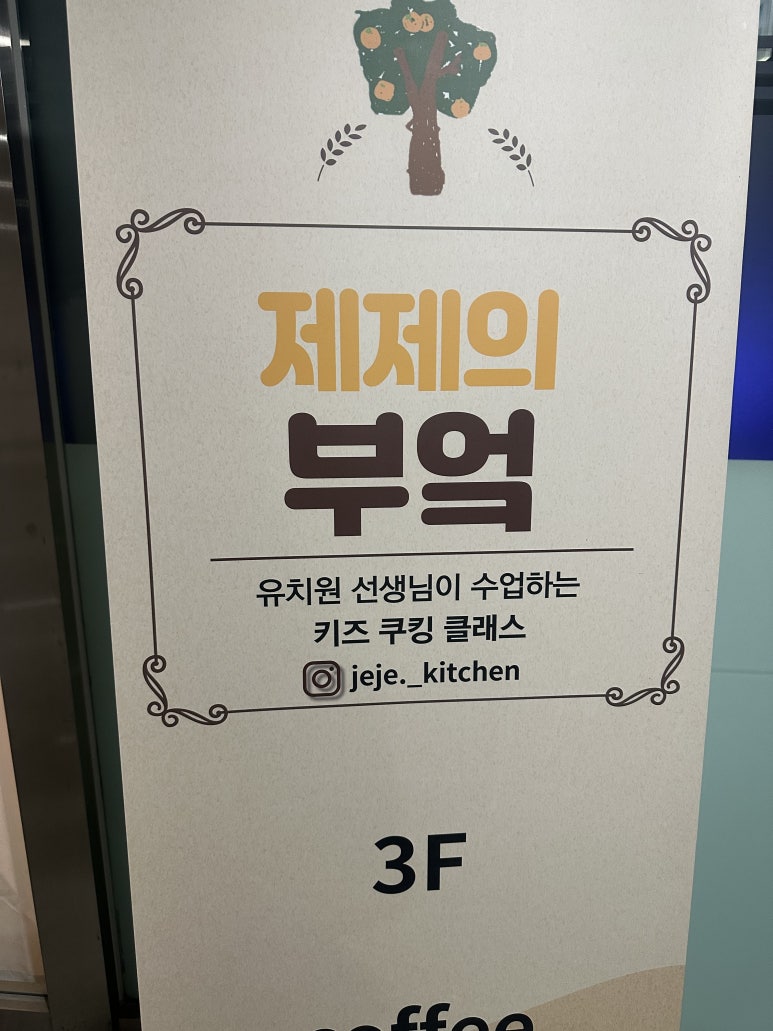 제제의
부엌
유치원 선생님이 수업하는
키즈 쿠킹 클래스
jeje._kitchen
3F
coffee